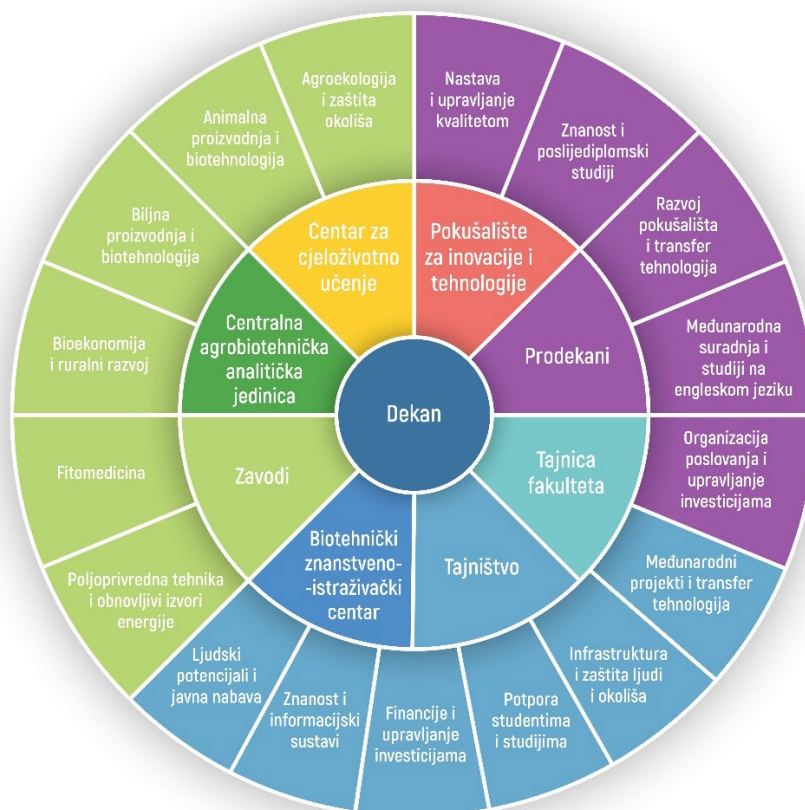 Agroekologija
i zaštita
okoliša
Nastava
i upravljanje
kvalitetom
Znanost i
poslijediplomski
studiji
Razvoj
pokušališta
i transfer
tehnologija
Međunarodna
suradnja i
studiji na
engleskom jeziku
Organizacija
poslovanja i
upravljanje
investicijama
Međunarodni
projekti i transfer
tehnologija
Infrastruktura
i zaštita ljudi
i okoliša
Potpora
studentima
i studijima
Financije i
upravljanje
investicijama
Znanost i
informacijski
sustavi
Ljudski
potencijali i
javna nabava
Poljoprivredna tehnika
i obnovljivi izvori
energije
Fitomedicina
Bioekonomija
i ruralni razvoj
Biljna
proizvodnja i
biotehnologija
Animalna
proizvodnja i
biotehnologija
Centar za
cjeloživotno
učenje
Pokušalište
za inovacije i
tehnologije
Prodekani
Tajnica
fakulteta
Tajništvo
Biotehnički
znanstveno-
-istraživački
centar
Zavodi
Centralna
agrobiotehnička
analitička
jedinica
Dekan